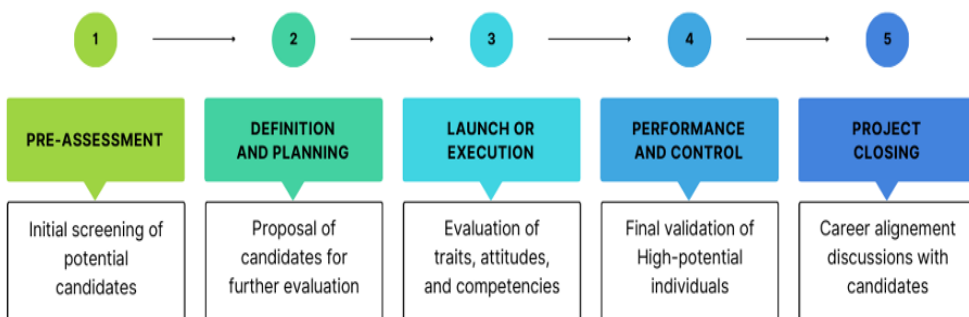 1
2
3
4
5
PRE-ASSESSMENT
DEFINITION
AND PLANNING
LAUNCH OR
EXECUTION
PERFORMANCE
AND CONTROL
PROJECT
CLOSING
Initial screening of
potential
candidates
Proposal of
candidates for
further evaluation
Evaluation of
traits, attitudes,
and competencies
Final validation of
High-potential
individuals
Career alignement
discussions with
candidates